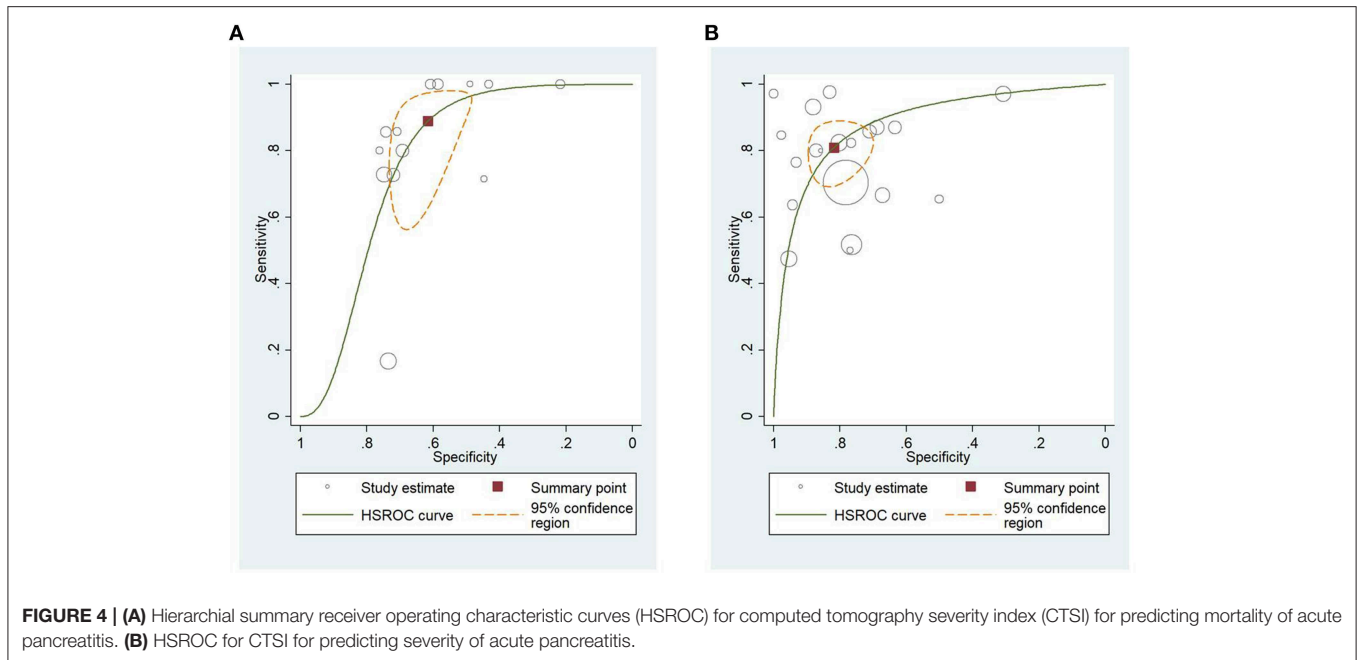 A
B
Sensitivity
1
.8
.6
.4
.2
0
1
.8
.6
.4
.2
0
Specificity
Study estimate
Summary point
HSROC curve
95% confidence
region
Sensitivity
1
.8
.6
.4
.2
0
1
.8
.6
.4
.2
0
Specificity
Study estimate
Summary point
HSROC curve
95% confidence
region
FIGURE 4 | (A) Hierarchial summary receiver operating characteristic curves (HSROC) for computed tomography severity index (CTSI) for predicting mortality of acute
pancreatitis. (B) HSROC for CTSI for predicting severity of acute pancreatitis.